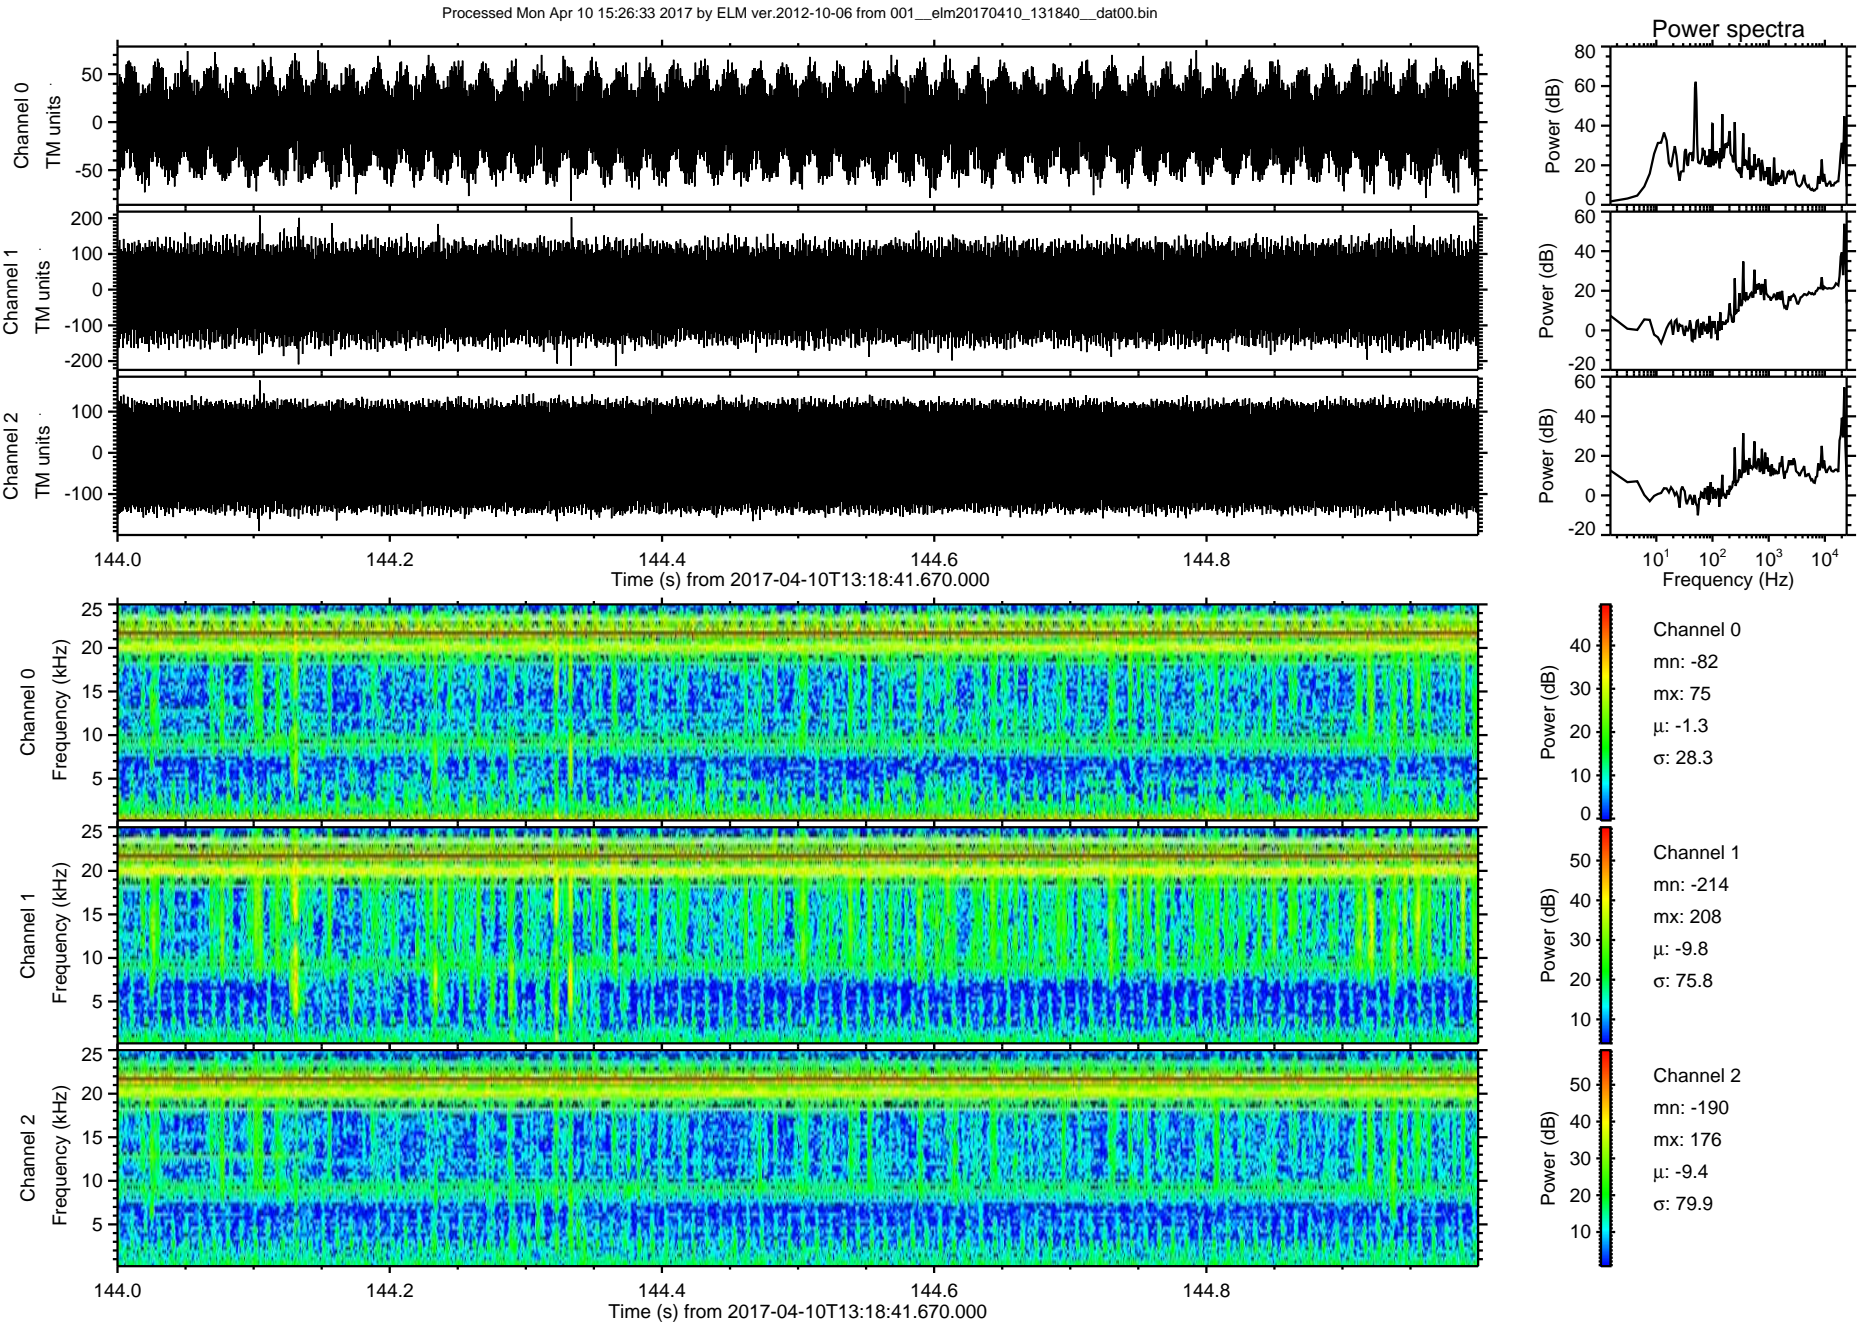 Processed Mon Apr 10 15:26:33 2017 by ELM ver.2012-10-06 from 001__elm20170410_131840__dat00.bin
Power spectra
Channel 0
TM units
50
0
-50
Power (dB)
80
60
40
20
0
Channel 1
TM units
200
100
0
-100
-200
Power (dB)
60
40
20
0
-20
Channel 2
TM units
100
0
-100
Power (dB)
60
40
20
0
-20
144.0 144.2 144.4 144.6 144.8
Time (s) from 2017-04-10T13:18:41.670.000
10¹ 10² 10³ 10⁴
Frequency (Hz)
Channel 0
Frequency (kHz)
25
20
15
10
5
Power (dB)
40
30
20
10
0
Channel 0
mn: -82
mx: 75
µ: -1.3
σ: 28.3
Channel 1
Frequency (kHz)
25
20
15
10
5
Power (dB)
50
40
30
20
10
Channel 1
mn: -214
mx: 208
µ: -9.8
σ: 75.8
Channel 2
Frequency (kHz)
25
20
15
10
5
Power (dB)
50
40
30
20
10
Channel 2
mn: -190
mx: 176
µ: -9.4
σ: 79.9
144.0 144.2 144.4 144.6 144.8
Time (s) from 2017-04-10T13:18:41.670.000